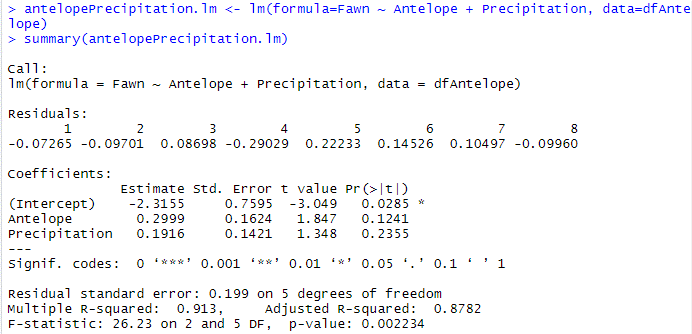 > antelopePrecipitation.lm <- lm(formula=Fawn ~ Antelope + Precipitation, data=dfAnte
lope)
> summary(antelopePrecipitation.lm)
Call:
lm(formula = Fawn ~ Antelope + Precipitation, data = dfAntelope)
Residuals:
1 2 3 4 5 6 7 8
-0.07265 -0.09701 0.08698 -0.29029 0.22233 0.14526 0.10497 -0.09960
Coefficients:
Estimate Std. Error t value Pr(>|t|)
(Intercept) -2.3155 0.7595 -3.049 0.0285 *
Antelope 0.2999 0.1624 1.847 0.1241
Precipitation 0.1916 0.1421 1.348 0.2355
---
Signif. codes: 0 ‘***’ 0.001 ‘**’ 0.01 ‘*’ 0.05 ‘.’ 0.1 ‘ ’ 1
Residual standard error: 0.199 on 5 degrees of freedom
Multiple R-squared: 0.913, Adjusted R-squared: 0.8782
F-statistic: 26.23 on 2 and 5 DF, p-value: 0.002234